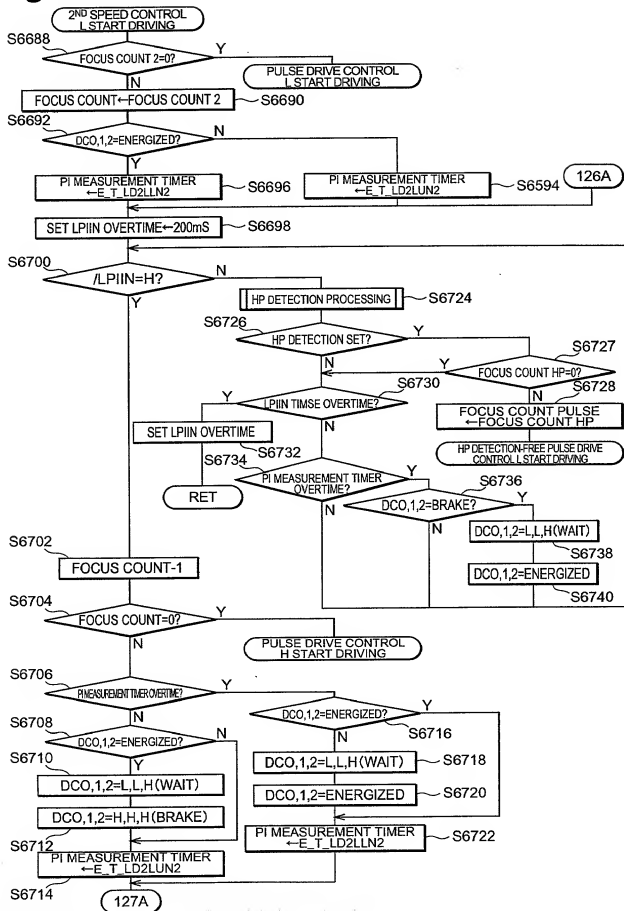 2ND SPEED CONTROL
L START DRIVING
S6688
FOCUS COUNT 2=0?
Y
N
PULSE DRIVE CONTROL
L START DRIVING
FOCUS COUNT←FOCUS COUNT 2
S6690
S6692
DCO,1,2=ENERGIZED?
N
Y
PI MEASUREMENT TIMER
←E_T_LD2LLN2
S6696
PI MEASUREMENT TIMER
←E_T_LD2LUN2
S6594
126A
SET LPIIN OVERTIME←200mS
S6698
S6700
/LPIIN=H?
N
Y
HP DETECTION PROCESSING
S6724
S6726
HP DETECTION SET?
Y
N
S6727
FOCUS COUNT HP=0?
Y
N
S6728
FOCUS COUNT PULSE
←FOCUS COUNT HP
HP DETECTION-FREE PULSE DRIVE
CONTROL L START DRIVING
S6730
LPIIN TIMSE OVERTIME?
Y
N
SET LPIIN OVERTIME
S6732
RET
S6734
PI MEASUREMENT TIMER
OVERTIME?
Y
N
S6736
DCO,1,2=BRAKE?
Y
N
DCO,1,2=L,L,H(WAIT)
S6738
DCO,1,2=ENERGIZED
S6740
S6702
FOCUS COUNT-1
S6704
FOCUS COUNT=0?
Y
N
PULSE DRIVE CONTROL
H START DRIVING
S6706
PI MEASUREMENT TIMER OVERTIME?
Y
N
S6708
DCO,1,2=ENERGIZED?
N
Y
S6710
DCO,1,2=L,L,H(WAIT)
DCO,1,2=H,H,H(BRAKE)
S6712
PI MEASUREMENT TIMER
←E_T_LD2LUN2
S6714
DCO,1,2=ENERGIZED?
Y
N
S6716
DCO,1,2=L,L,H(WAIT)
S6718
DCO,1,2=ENERGIZED
S6720
PI MEASUREMENT TIMER
←E_T_LD2LLN2
S6722
127A